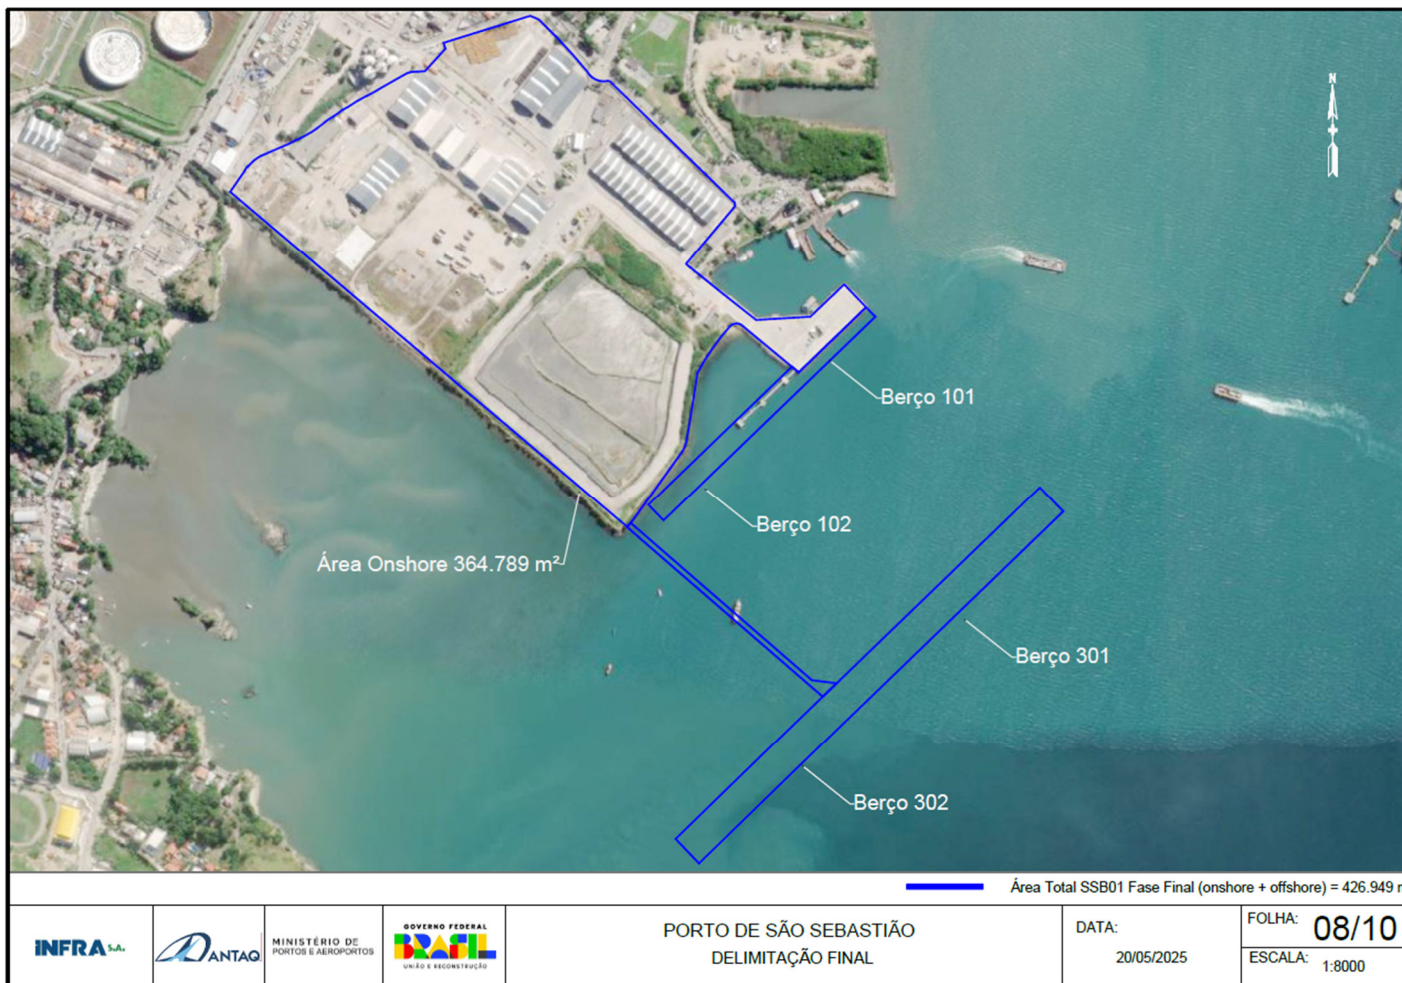 N
Berço 101
Berço 102
Área Onshore 364.789 m²
Berço 301
Berço 302
Área Total SSB01 Fase Final (onshore + offshore) = 426.949 m
INFRA S.A.
ANTAQ
MINISTÉRIO DE
PORTOS E AEROPORTOS
GOVERNO FEDERAL
BRASIL
UNIÃO E RECONSTRUÇÃO
PORTO DE SÃO SEBASTIÃO
DELIMITAÇÃO FINAL
DATA:
20/05/2025
FOLHA: 08/10
ESCALA: 1:8000